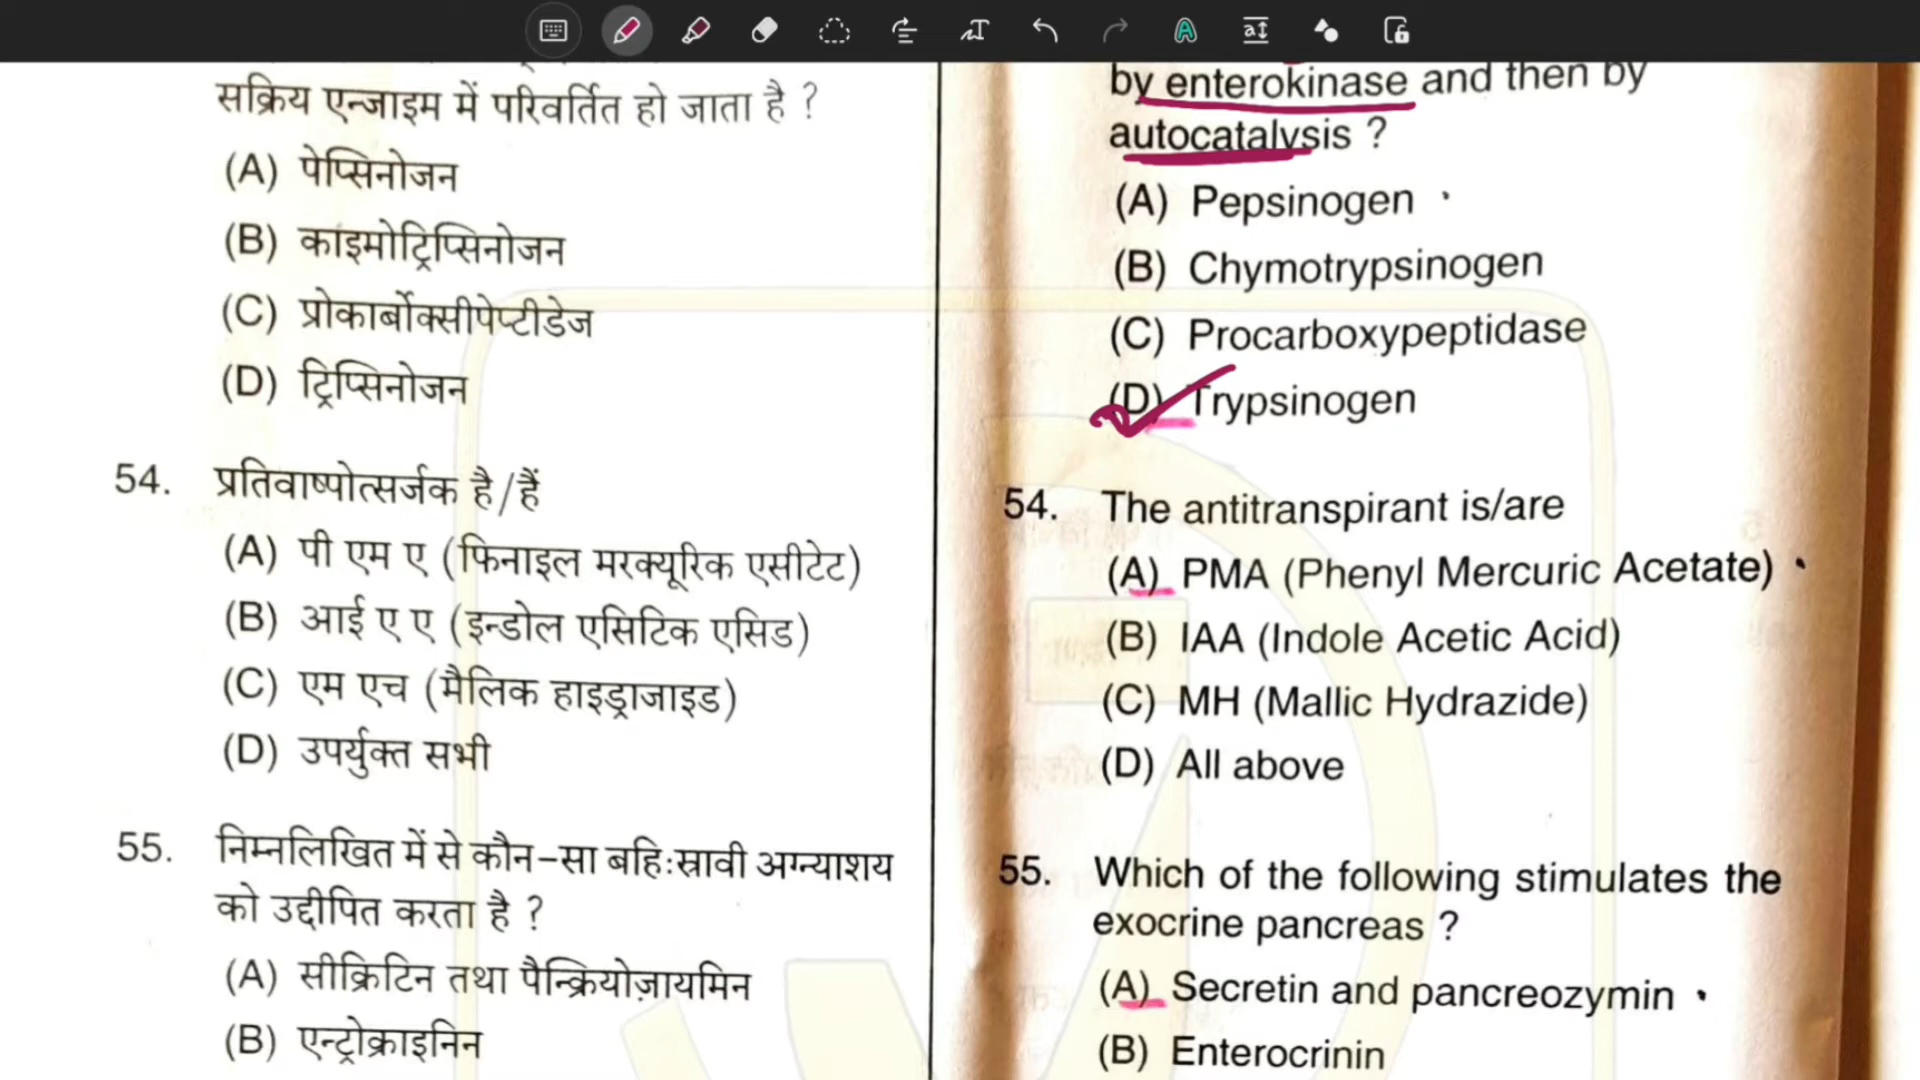 सक्रिय एन्जाइम में परिवर्तित हो जाता है ?
(A) पेप्सिनोजन
(B) काइमोट्रिप्सिनोजन
(C) प्रोकार्बोक्सीपेप्टीडेज
(D) ट्रिप्सिनोजन
54. प्रतिवाष्पोत्सर्जक है/हैं
(A) पी एम ए (फिनाइल मरक्यूरिक एसीटेट)
(B) आई ए ए (इन्डोल एसिटिक एसिड)
(C) एम एच (मैलिक हाइड्राजाइड)
(D) उपर्युक्त सभी
55. निम्नलिखित में से कौन-सा बहिःस्रावी अग्न्याशय
को उद्दीपित करता है ?
(A) सीक्रिटिन तथा पैन्क्रियोज़ायमिन
(B) एन्ट्रोक्राइनिन
by enterokinase and then by
autocatalysis ?
(A) Pepsinogen
(B) Chymotrypsinogen
(C) Procarboxypeptidase
(D) Trypsinogen
54. The antitranspirant is/are
(A) PMA (Phenyl Mercuric Acetate)
(B) IAA (Indole Acetic Acid)
(C) MH (Mallic Hydrazide)
(D) All above
55. Which of the following stimulates the
exocrine pancreas ?
(A) Secretin and pancreozymin
(B) Enterocrinin